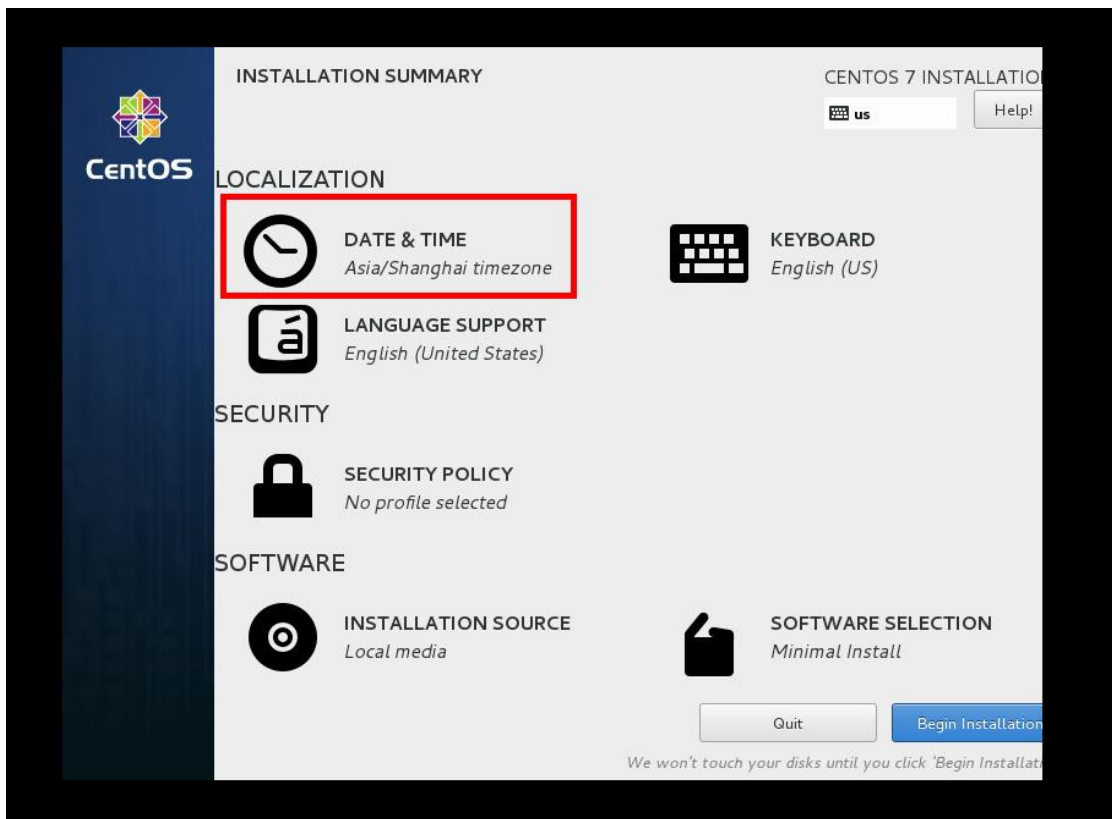 INSTALLATION SUMMARY
CENTOS 7 INSTALLATIO
us
Help!
CentOS
LOCALIZATION
DATE & TIME
Asia/Shanghai timezone
KEYBOARD
English (US)
á
LANGUAGE SUPPORT
English (United States)
SECURITY
SECURITY POLICY
No profile selected
SOFTWARE
INSTALLATION SOURCE
Local media
SOFTWARE SELECTION
Minimal Install
Quit
Begin Installation
We won't touch your disks until you click 'Begin Installati